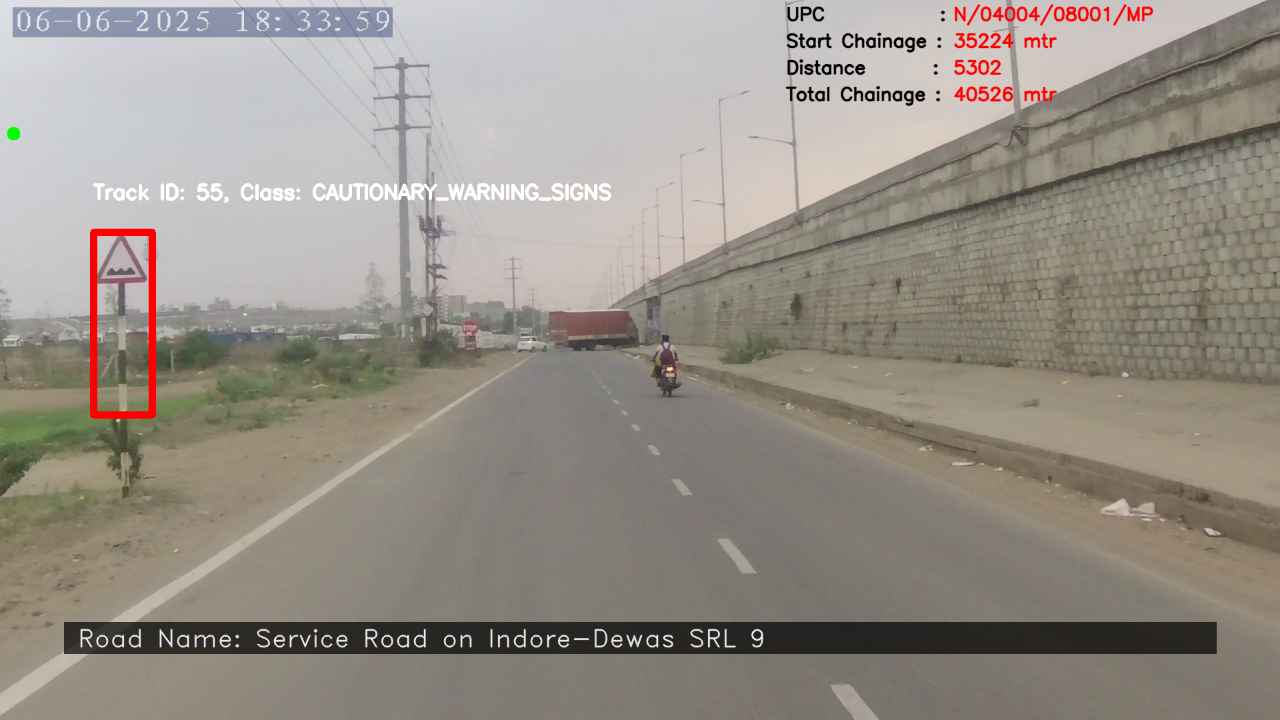 06-06-2025 18:33:59
UPC : N/04004/08001/MP
Start Chainage : 35224 mtr
Distance : 5302
Total Chainage : 40526 mtr
Track ID: 55, Class: CAUTIONARY_WARNING_SIGNS
Road Name: Service Road on Indore-Dewas SRL 9